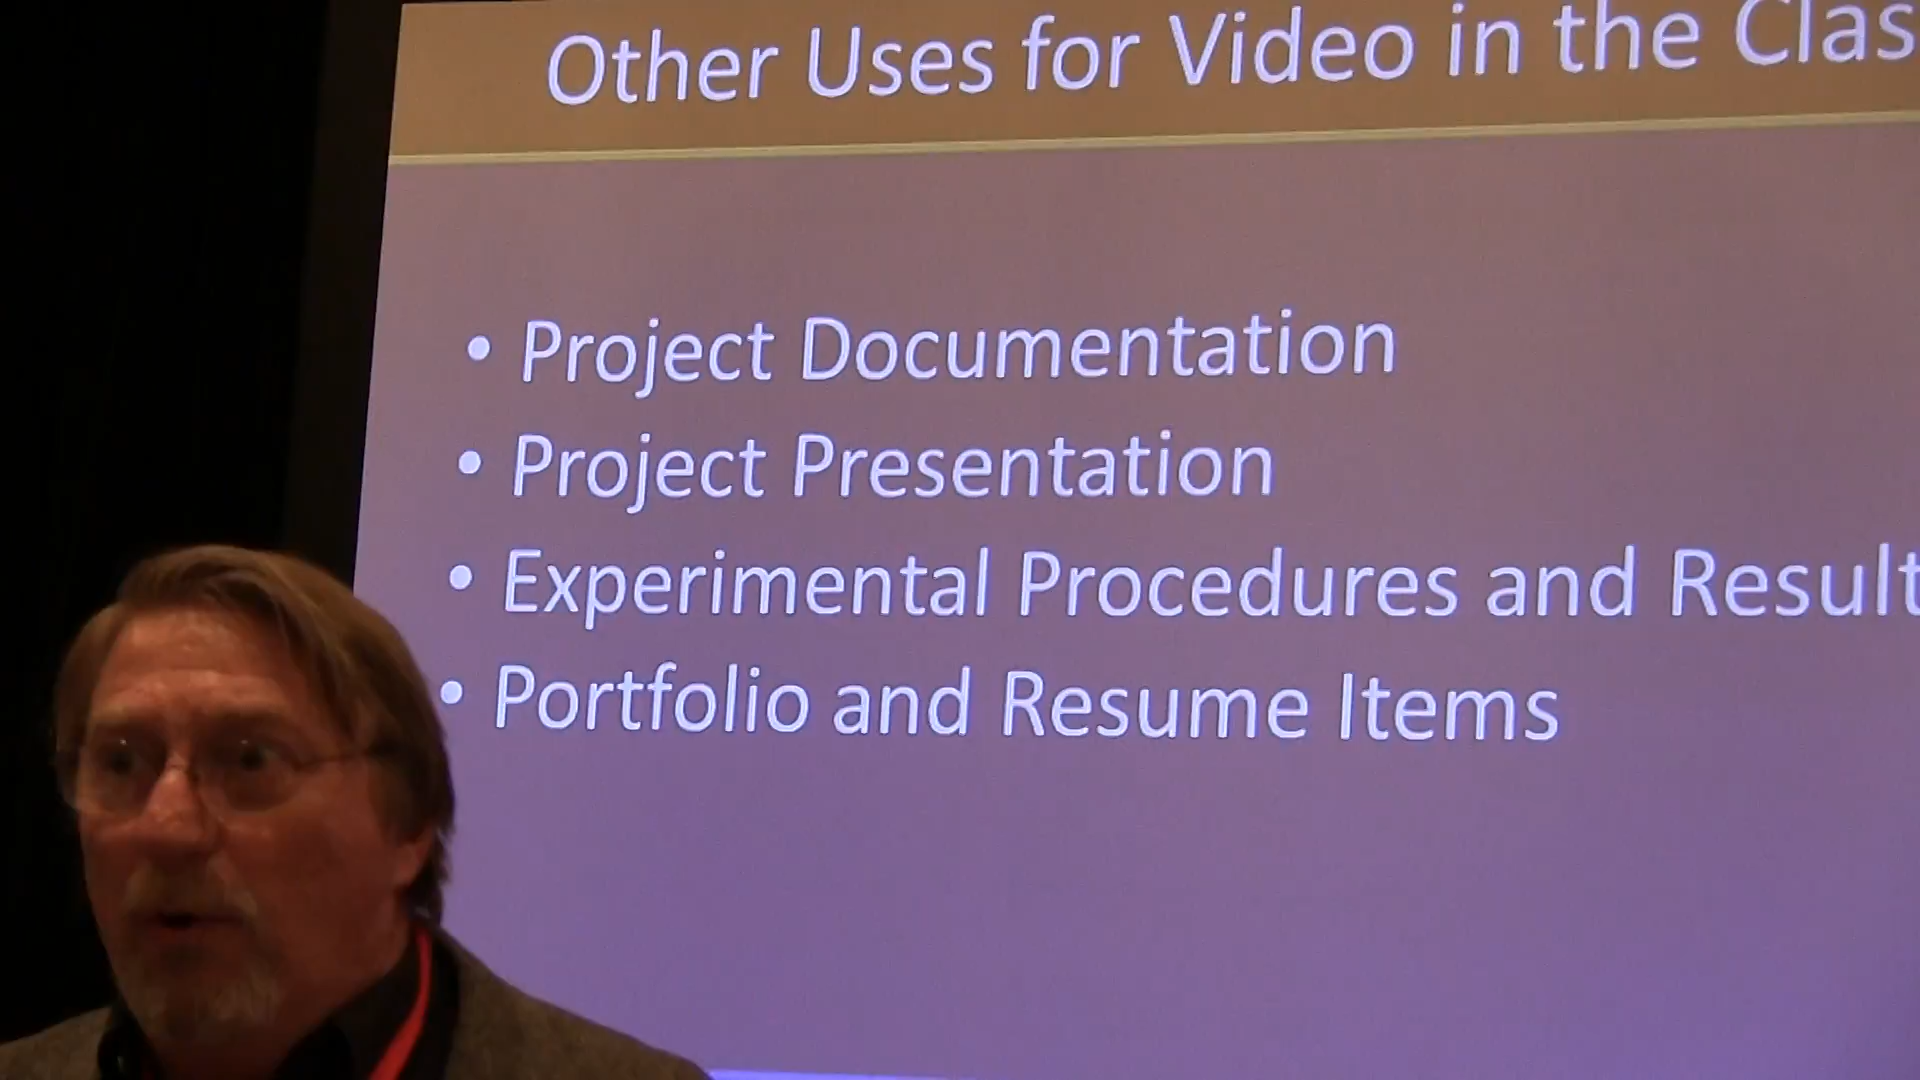 Other Uses for Video in the Clas
• Project Documentation
• Project Presentation
• Experimental Procedures and Result
• Portfolio and Resume Items